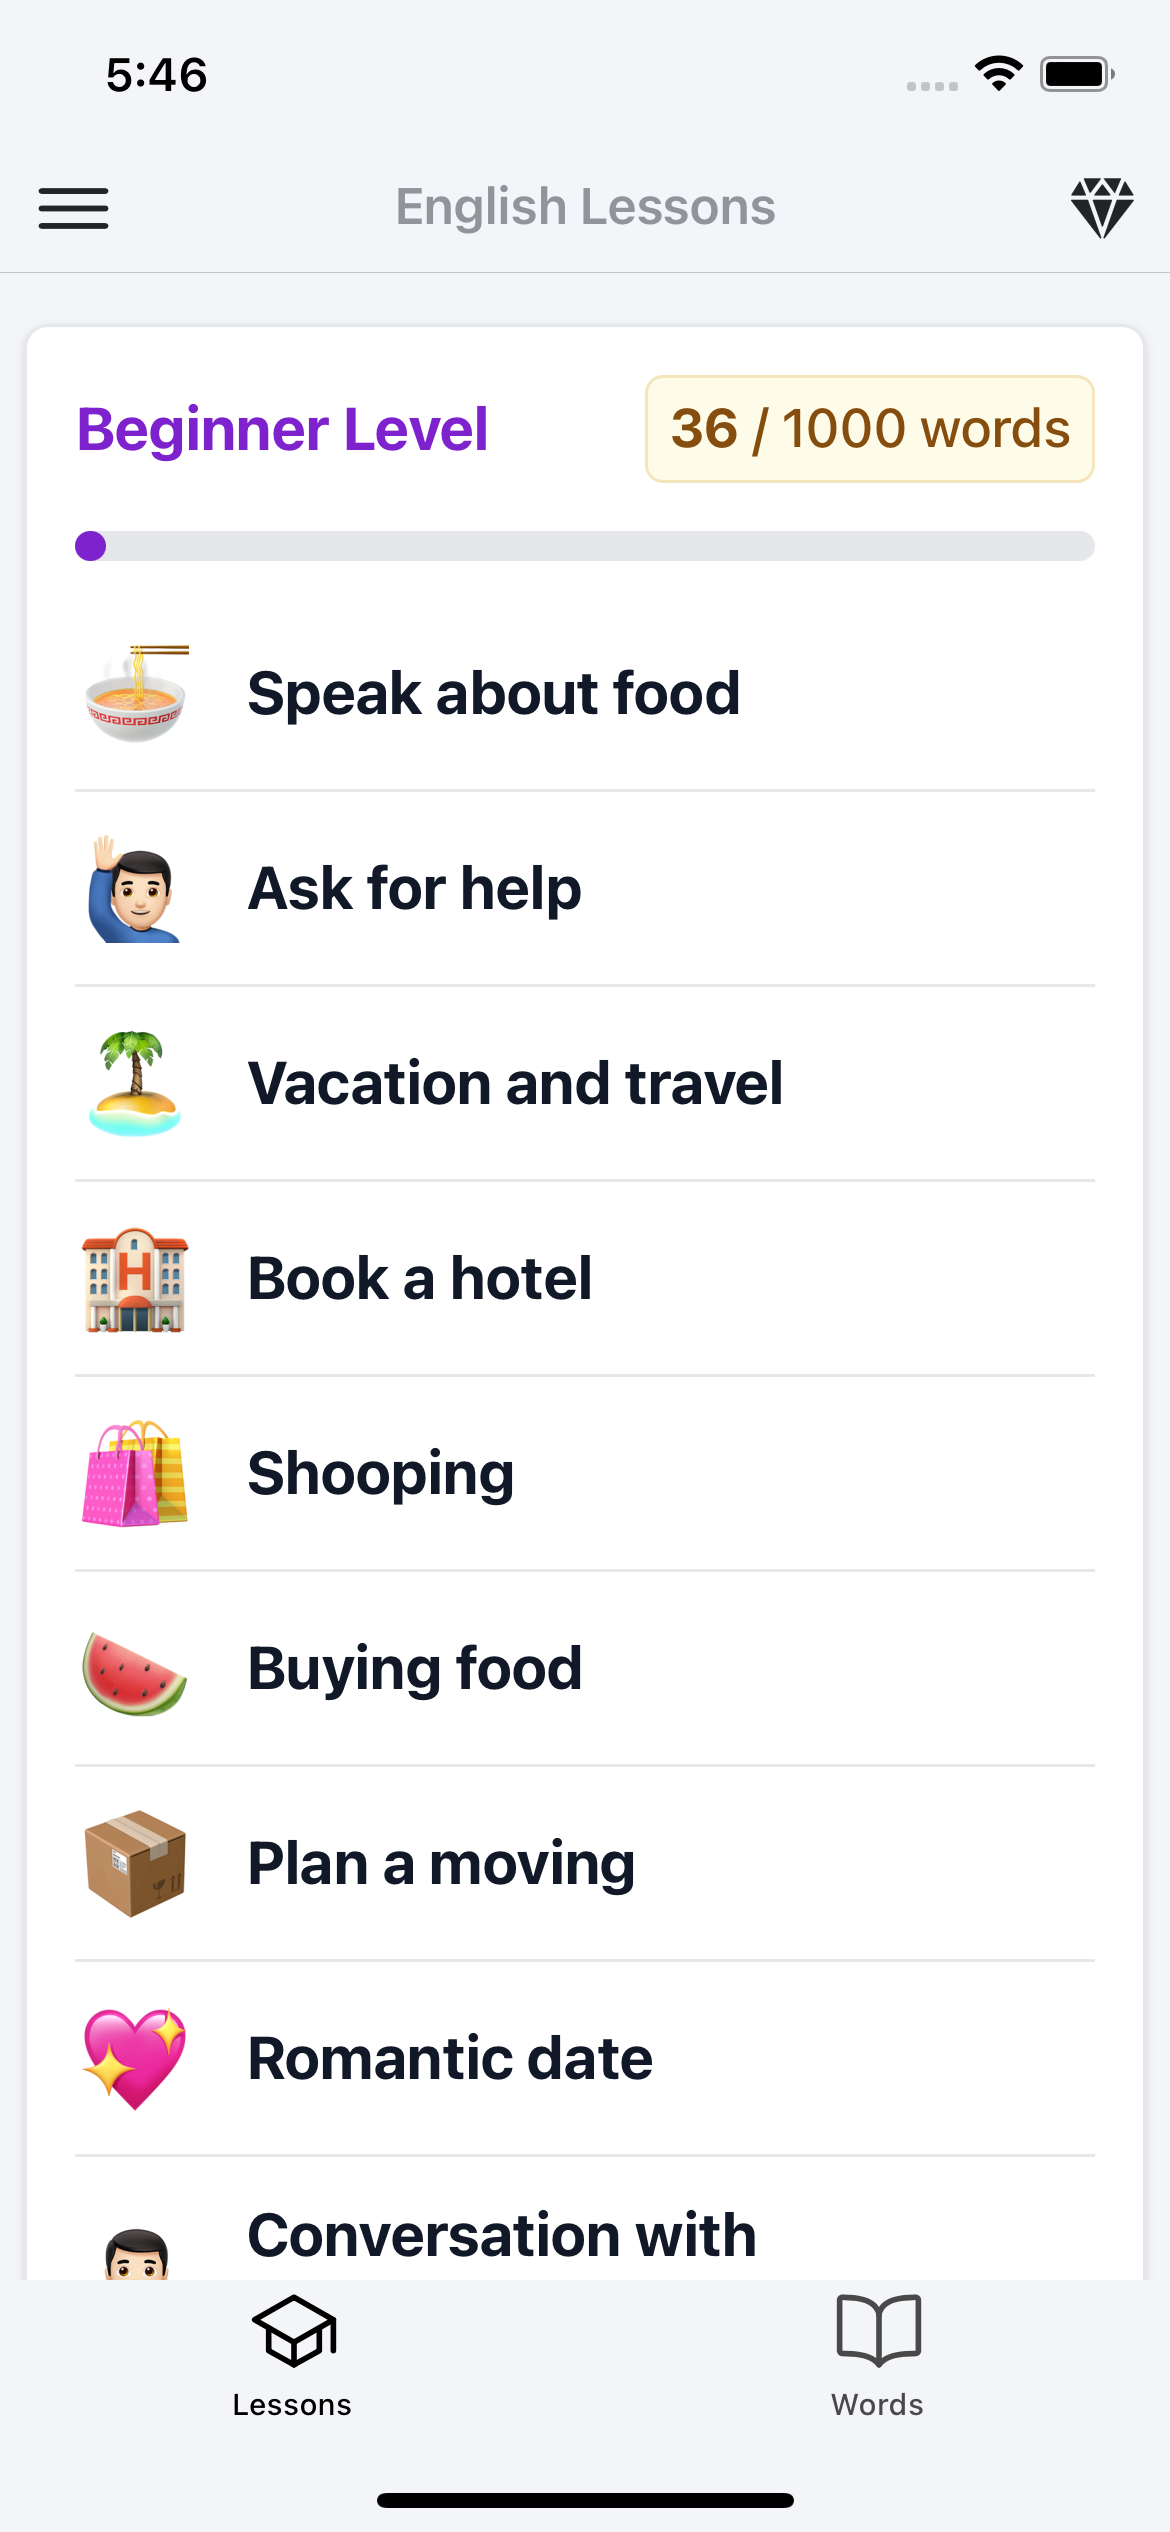 5:46
English Lessons
Beginner Level
36 / 1000 words
Speak about food
Ask for help
Vacation and travel
Book a hotel
H
Shooping
Buying food
Plan a moving
Romantic date
Conversation with
Lessons
Words